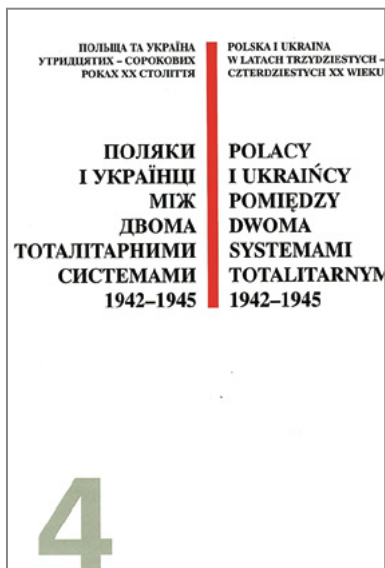 ПОЛЬЩА ТА УКРАЇНА
УТРИДЦЯТИХ – СОРОКОВИХ
РОКАХ XX СТОЛІТТЯ
POLSKA I UKRAINA
W LATACH TRZYDZIESTYCH –
CZTERDZIESTYCH XX WIEKU
ПОЛЯКИ
І УКРАЇНЦІ
МІЖ
ДВОМА
ТОТАЛІТАРНИМИ
СИСТЕМАМИ
1942–1945
POLACY
I UKRAIŃCY
POMIĘDZY
DWOMA
SYSTEMAMI
TOTALITARNYM
1942–1945
4